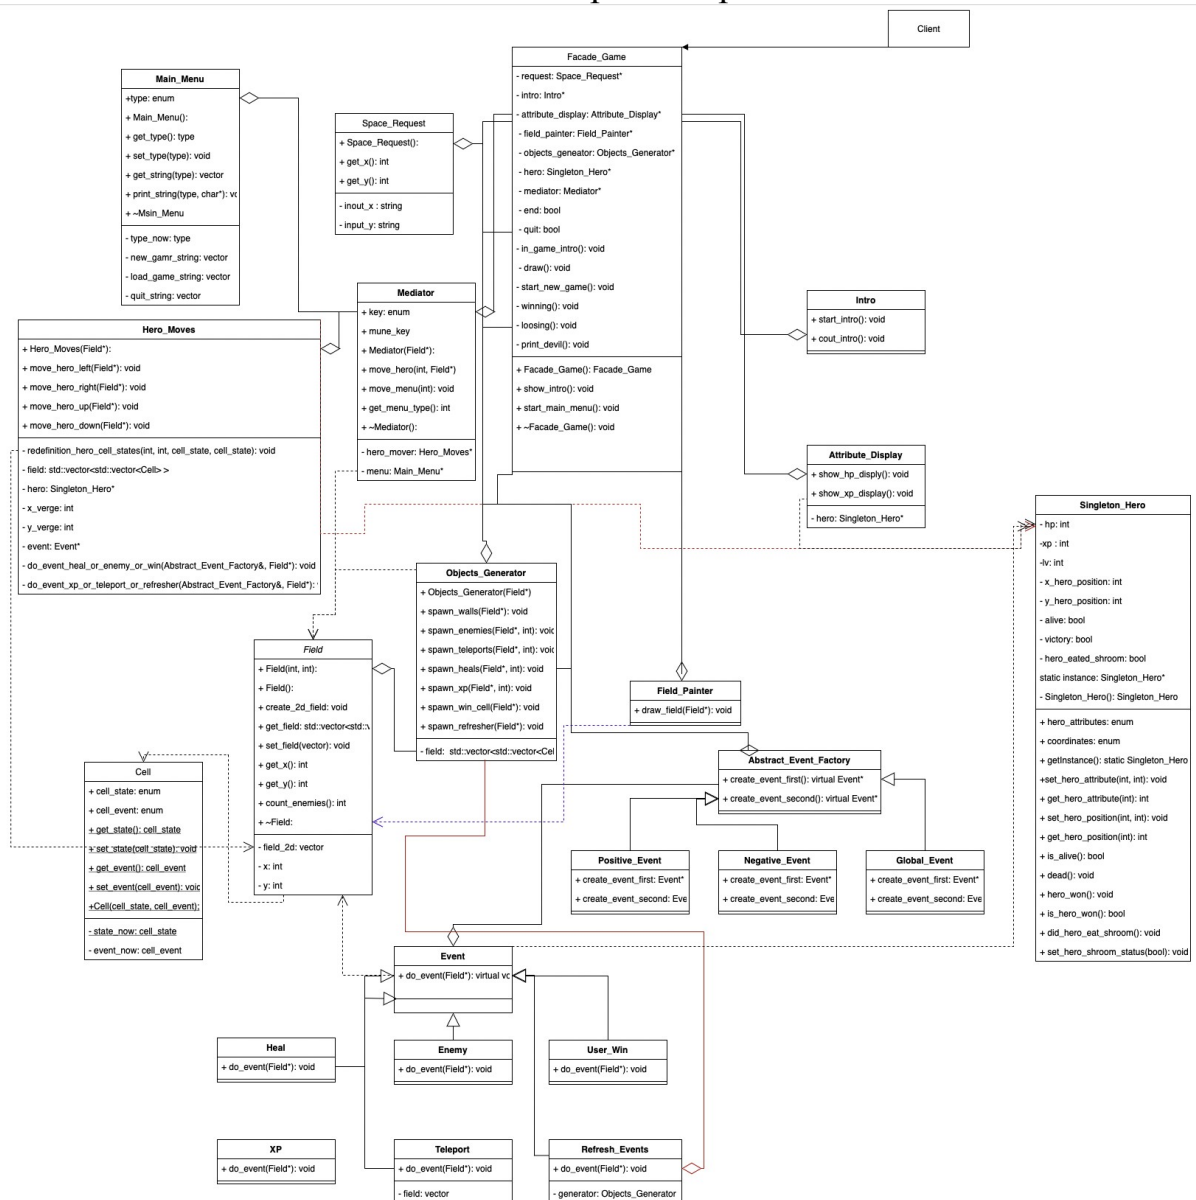 Client
Facade_Game
- request: Space_Request*
- intro: Intro*
- attribute_display: Attribute_Display*
- field_painter: Field_Painter*
- objects_geneator: Objects_Generator*
- hero: Singleton_Hero*
- mediator: Mediator*
- end: bool
- quit: bool
- in_game_intro(): void
- draw(): void
- start_new_game(): void
- winning(): void
- loosing(): void
- print_devil(): void
+ Facade_Game(): Facade_Game
+ show_intro(): void
+ start_main_menu(): void
+ ~Facade_Game(): void
Main_Menu
+type: enum
+ Main_Menu():
+ get_type(): type
+ set_type(type): void
+ get_string(type): vector
+ print_string(type, char*): vo
+ ~Msin_Menu
- type_now: type
- new_gamr_string: vector
- load_game_string: vector
- quit_string: vector
Space_Request
+ Space_Request():
+ get_x(): int
+ get_y(): int
- inout_x : string
- input_y: string
Mediator
+ key: enum
+ mune_key
+ Mediator(Field*):
+ move_hero(int, Field*)
+ move_menu(int): void
+ get_menu_type(): int
+ ~Mediator():
- hero_mover: Hero_Moves*
- menu: Main_Menu*
Intro
+ start_intro(): void
+ cout_intro(): void
Hero_Moves
+ Hero_Moves(Field*):
+ move_hero_left(Field*): void
+ move_hero_right(Field*): void
+ move_hero_up(Field*): void
+ move_hero_down(Field*): void
- redefinition_hero_cell_states(int, int, cell_state, cell_state): void
- field: std::vector<std::vector<Cell> >
- hero: Singleton_Hero*
- x_verge: int
- y_verge: int
- event: Event*
- do_event_heal_or_enemy_or_win(Abstract_Event_Factory&, Field*): void
- do_event_xp_or_teleport_or_refresher(Abstract_Event_Factory&, Field*):
Attribute_Display
+ show_hp_disply(): void
+ show_xp_display(): void
- hero: Singleton_Hero*
Singleton_Hero
- hp: int
-xp : int
-lv: int
- x_hero_position: int
- y_hero_position: int
- alive: bool
- victory: bool
- hero_eated_shroom: bool
static instance: Singleton_Hero*
- Singleton_Hero(): Singleton_Hero
+ hero_attributes: enum
+ coordinates: enum
+ getInstance(): static Singleton_Hero
+set_hero_attribute(int, int): void
+ get_hero_attribute(int): int
+ set_hero_position(int, int): void
+ get_hero_position(int): int
+ is_alive(): bool
+ dead(): void
+ hero_won(): void
+ is_hero_won(): bool
+ did_hero_eat_shroom(): void
+ set_hero_shroom_status(bool): void
Objects_Generator
+ Objects_Generator(Field*)
+ spawn_walls(Field*): void
+ spawn_enemies(Field*, int): void
+ spawn_teleports(Field*, int): void
+ spawn_heals(Field*, int): void
+ spawn_xp(Field*, int): void
+ spawn_win_cell(Field*): void
+ spawn_refresher(Field*): void
- field: std::vector<std::vector<Cel
Field
+ Field(int, int):
+ Field():
+ create_2d_field: void
+ get_field: std::vector<std::v
+ set_field(vector): void
+ get_x(): int
+ get_y(): int
+ count_enemies(): int
+ ~Field:
- field_2d: vector
- x: int
- y: int
Field_Painter
+ draw_field(Field*): void
Cell
+ cell_state: enum
+ cell_event: enum
+ get_state(): cell_state
+ set_state(cell_state): void
+ get_event(): cell_event
+ set_event(cell_event): void
+Cell(cell_state, cell_event):
- state_now: cell_state
- event_now: cell_event
Abstract_Event_Factory
+ create_event_first(): virtual Event*
+ create_event_second(): virtual Event*
Positive_Event
+ create_event_first: Event*
+ create_event_second: Eve
Negative_Event
+ create_event_first: Event*
+ create_event_second: Eve
Global_Event
+ create_event_first: Event*
+ create_event_second: Eve
Event
+ do_event(Field*): virtual vo
Heal
+ do_event(Field*): void
Enemy
+ do_event(Field*): void
User_Win
+ do_event(Field*): void
XP
+ do_event(Field*): void
Teleport
+ do_event(Field*): void
- field: vector
Refresh_Events
+ do_event(Field*): void
- generator: Objects_Generator